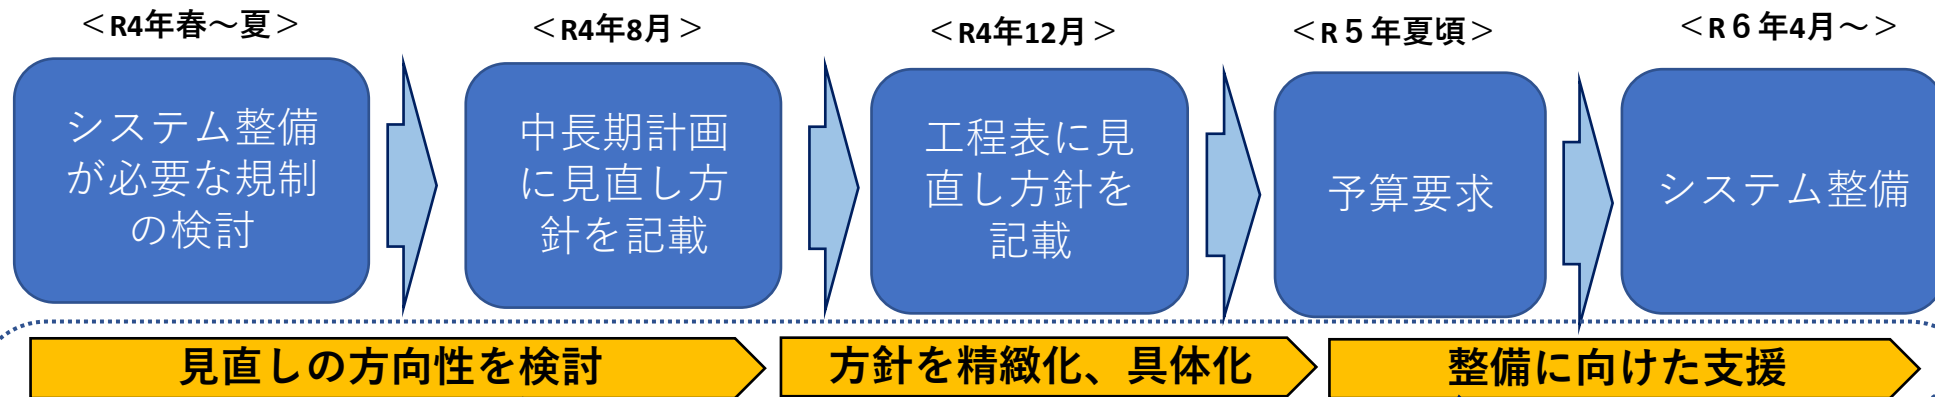 ＜R4年春～夏＞
＜R4年8月＞
＜R4年12月＞
＜R５年夏頃＞
＜R６年4月～＞
システム整備
が必要な規制
の検討
中長期計画
に見直し方
針を記載
工程表に見
直し方針を
記載
予算要求
システム整備
見直しの方向性を検討
方針を精緻化、具体化
整備に向けた支援